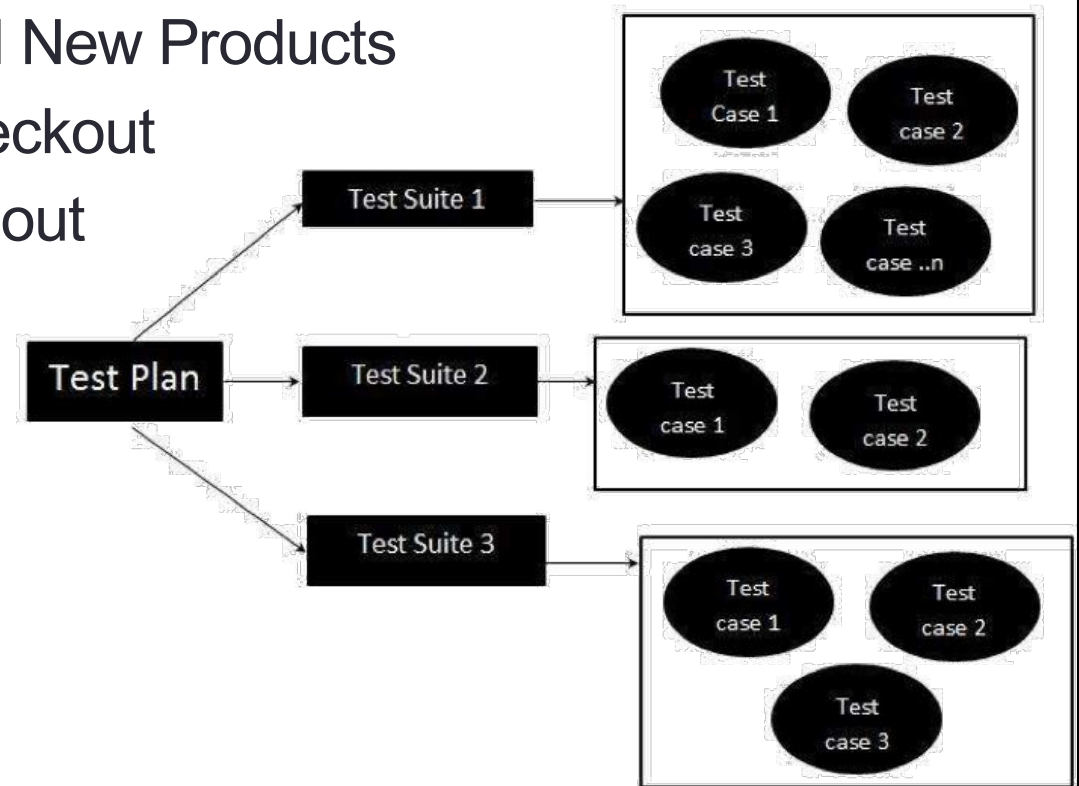 New Products
out
Test Plan
Test Suite 1
Test
Case 1
Test
case 2
Test
case 3
Test
case ..n
Test Suite 2
Test
case 1
Test
case 2
Test Suite 3
Test
case 1
Test
case 2
Test
case 3